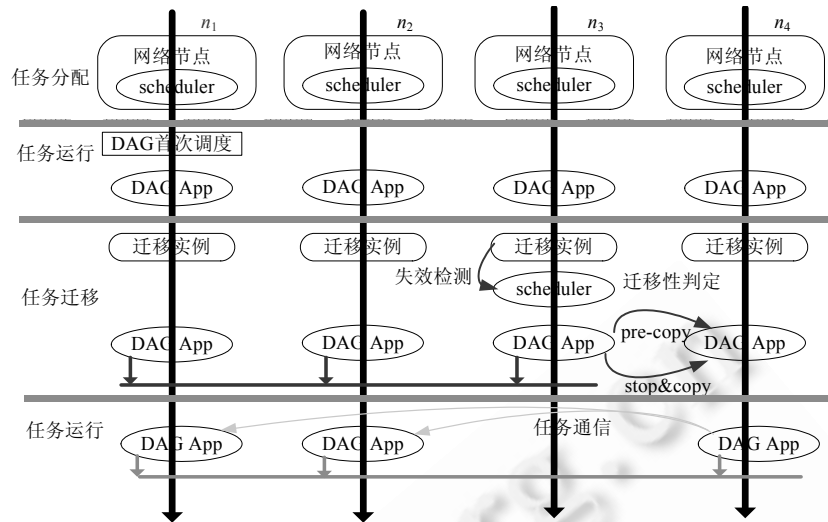 n₁ n₂ n₃ n₄
网络节点 网络节点 网络节点 网络节点
任务分配 scheduler scheduler scheduler scheduler
DAG首次调度
任务运行
DAG App DAG App DAG App DAG App
迁移实例 迁移实例 迁移实例 迁移实例
失效检测 迁移性判定
scheduler
任务迁移
pre-copy
DAG App DAG App DAG App DAG App
stop&copy
任务运行 任务通信
DAG App DAG App DAG App